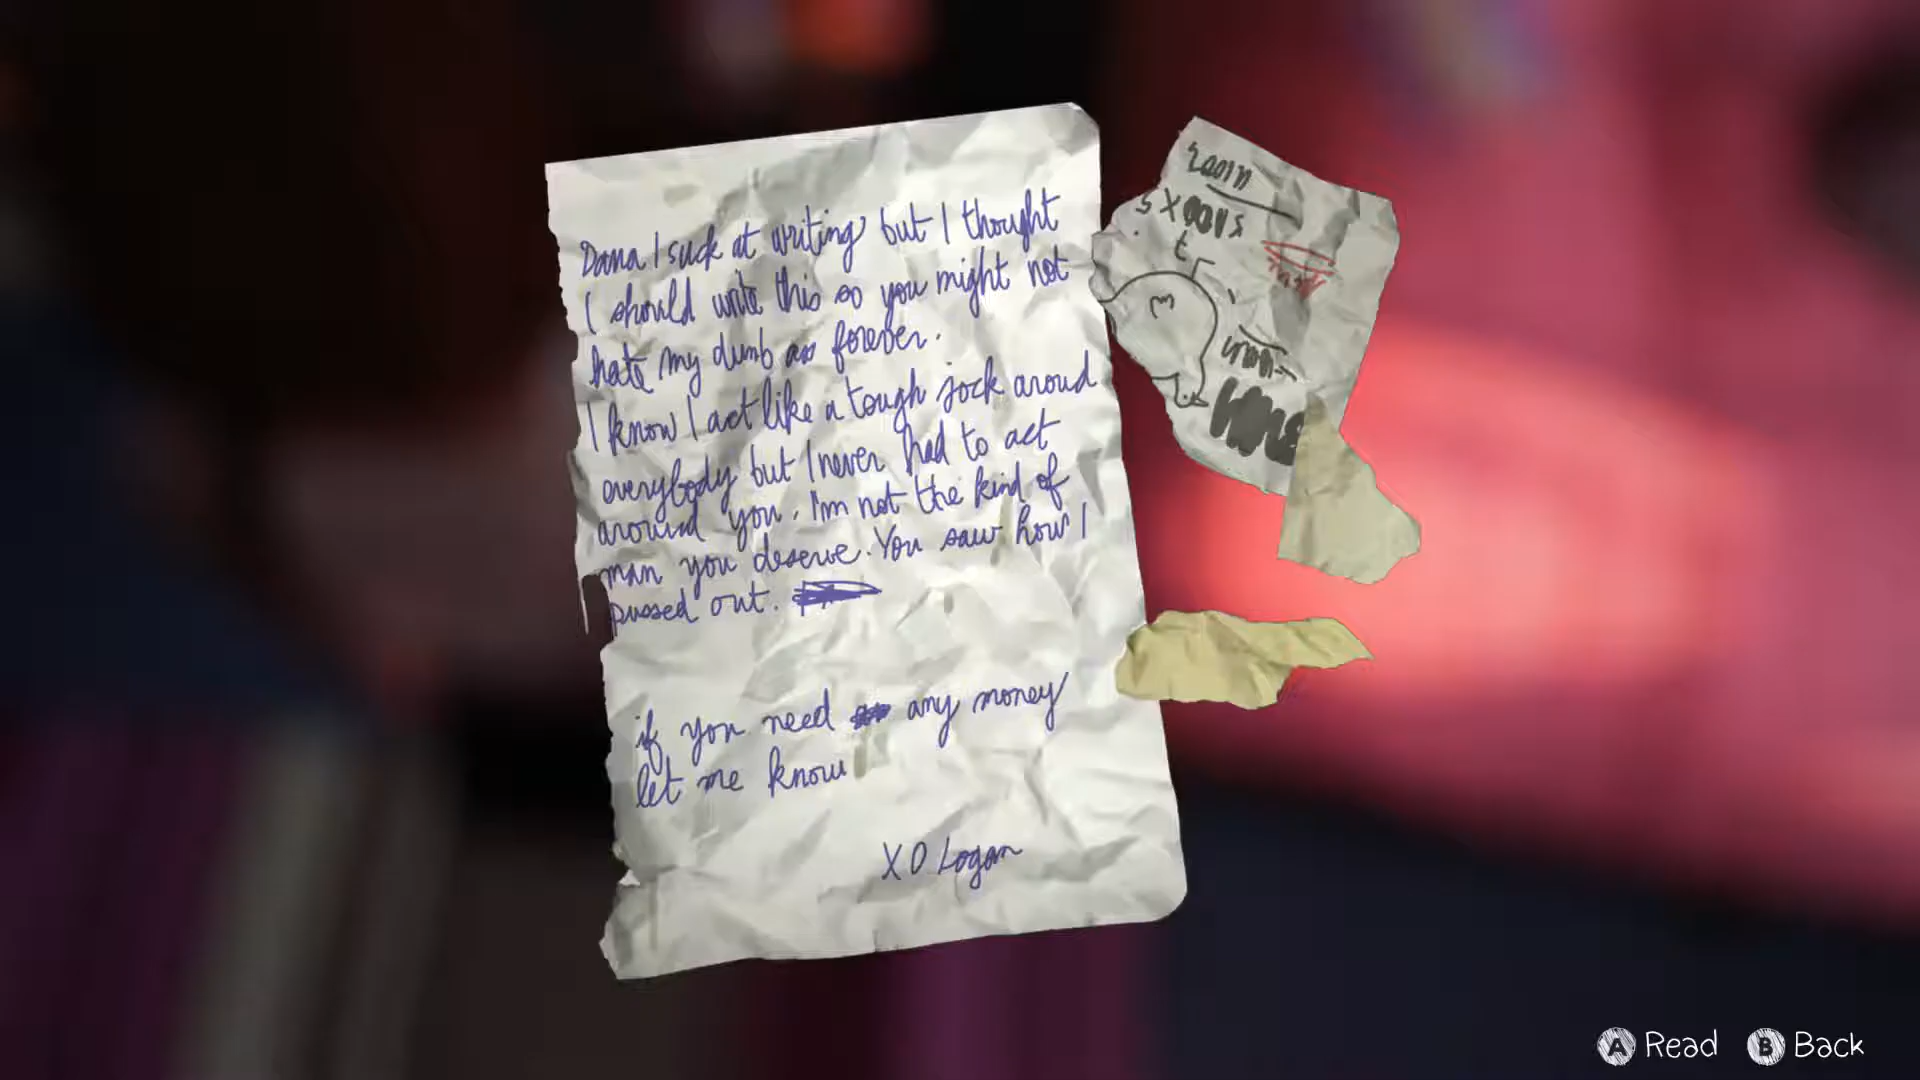 Dana I suck at writing but I thought
I should write this so you might not
hate my dumb ass forever.
I know I act like a tough jock aroud
everybody but I never had to act
around you. I'm not the kind of
man you deserve. You saw how I
pussed out.
if you need any money
let me know
XO Logan
A Read B Back